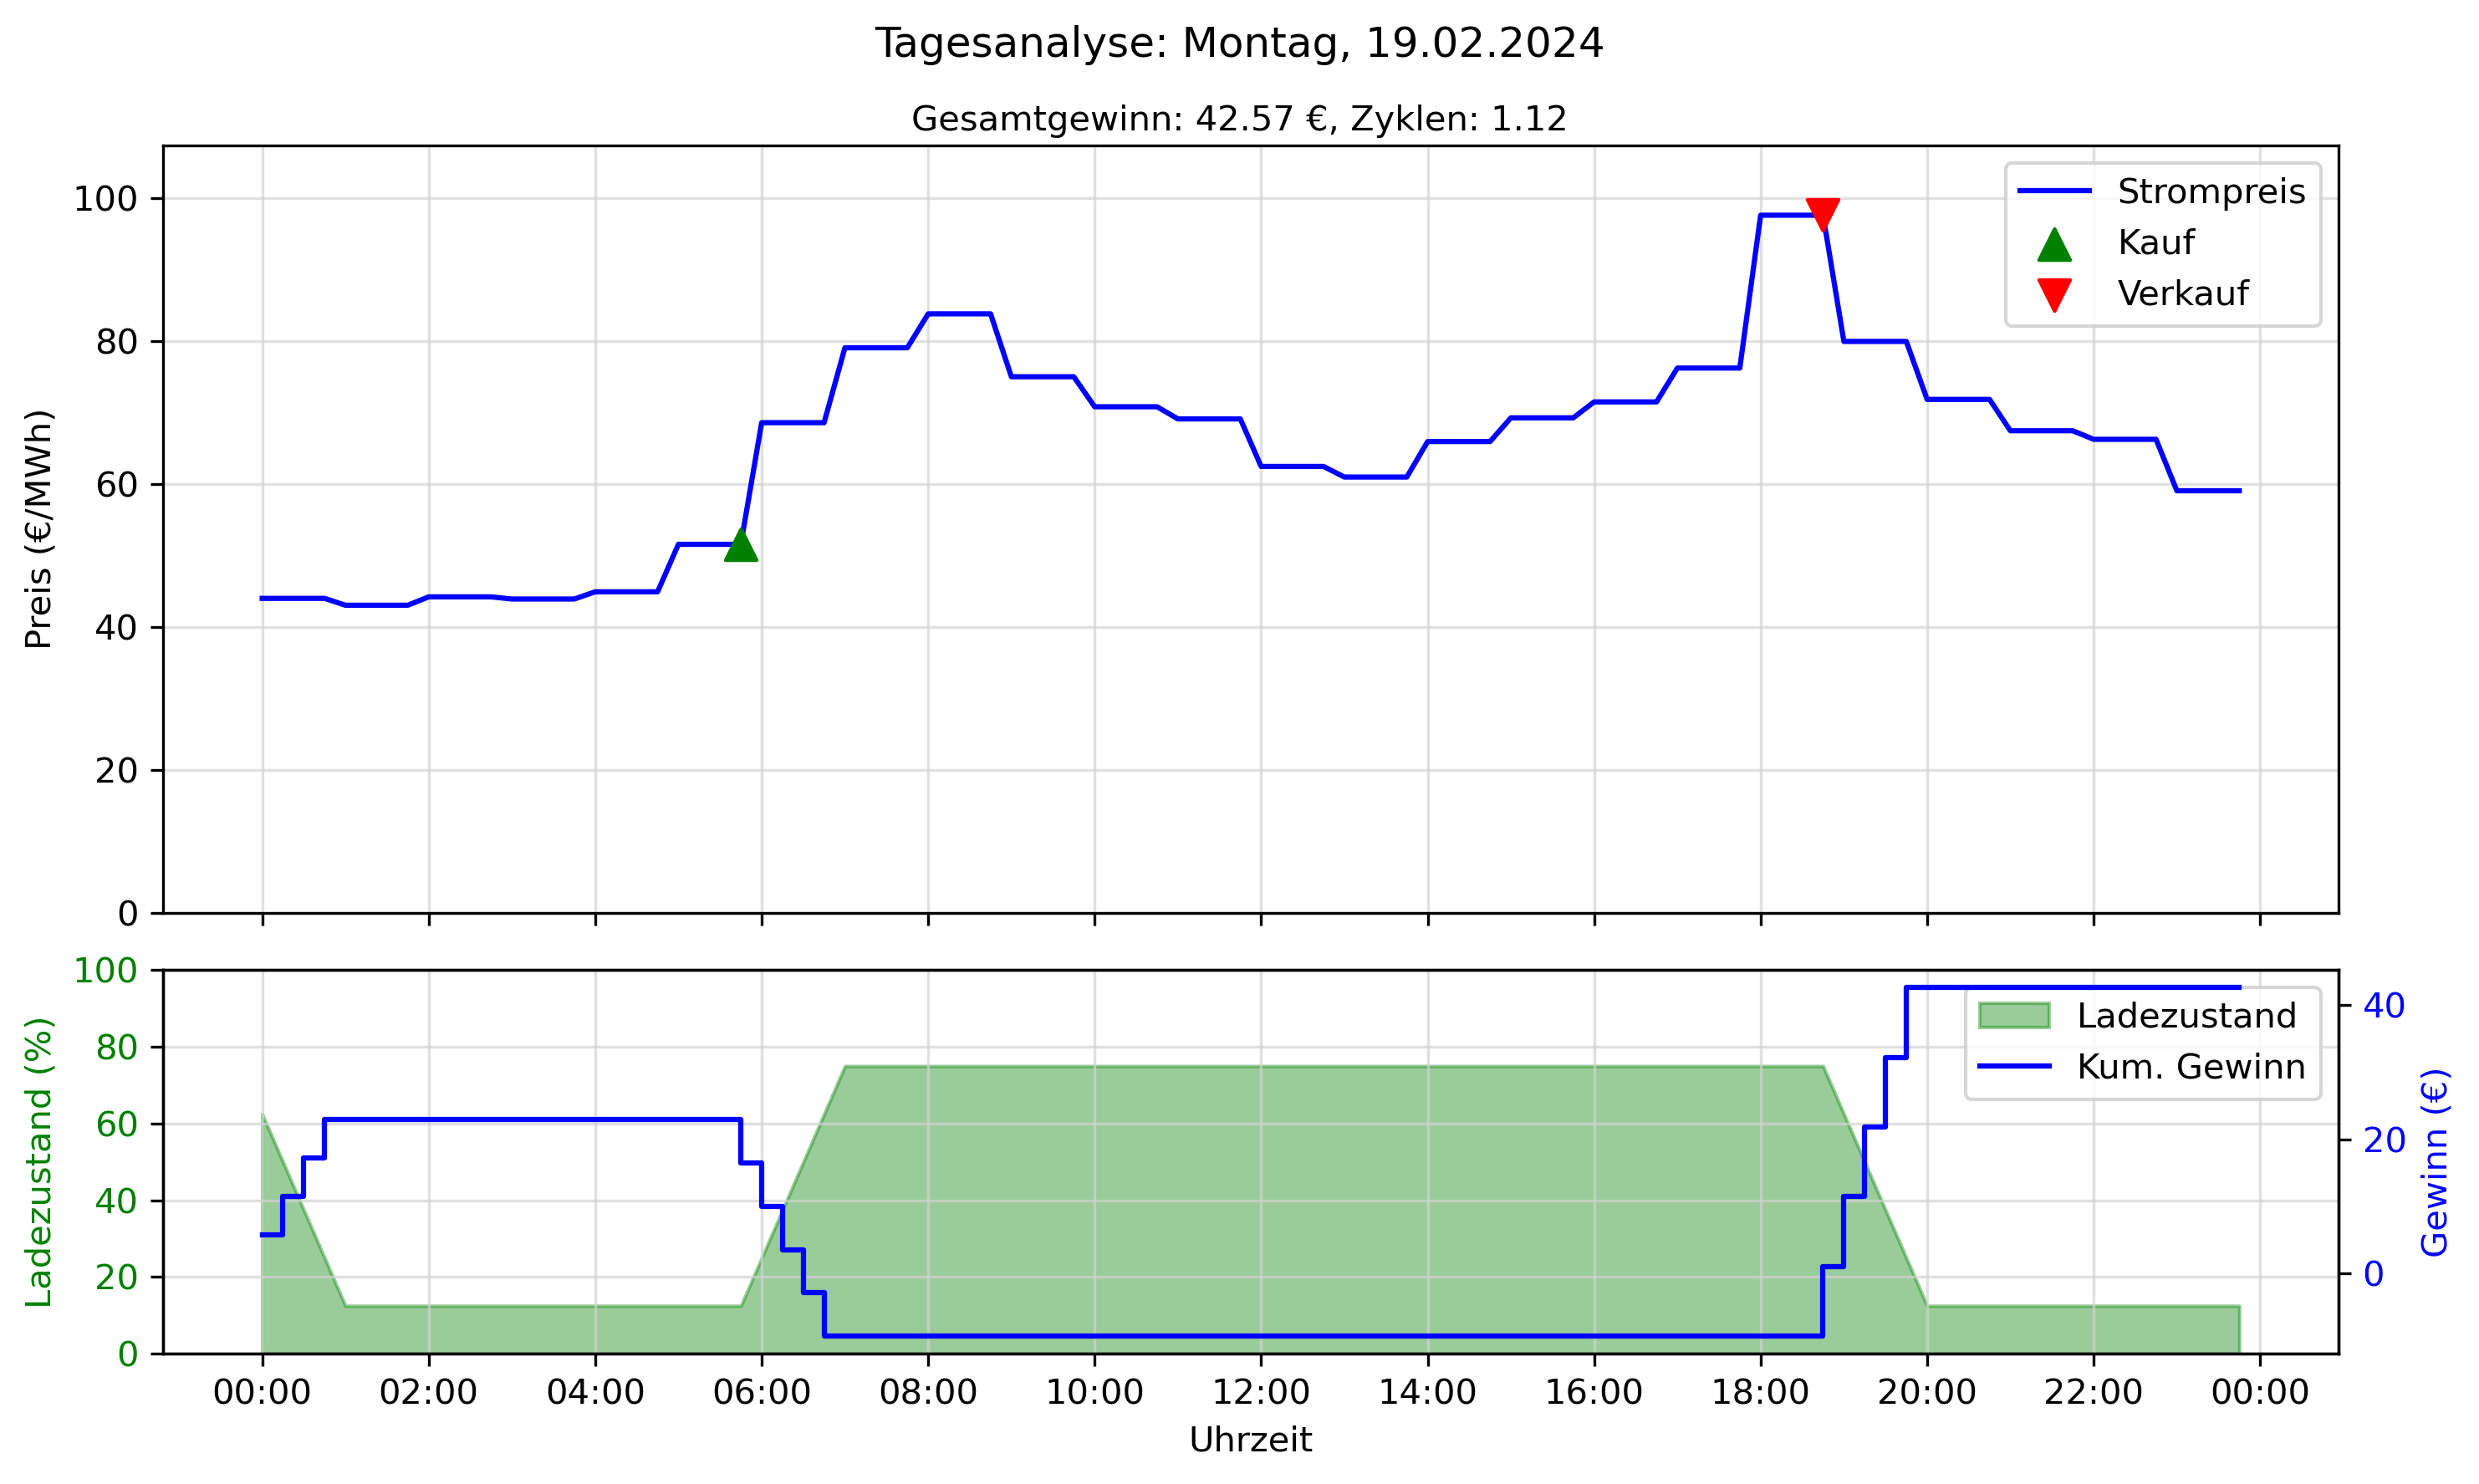 Tagesanalyse: Montag, 19.02.2024
Gesamtgewinn: 42.57 €, Zyklen: 1.12
Preis (€/MWh)
100
80
60
40
20
0
Strompreis
Kauf
Verkauf
Ladezustand (%)
100
80
60
40
20
0
Ladezustand
Kum. Gewinn
40
20
0
Gewinn (€)
00:00 02:00 04:00 06:00 08:00 10:00 12:00 14:00 16:00 18:00 20:00 22:00 00:00
Uhrzeit